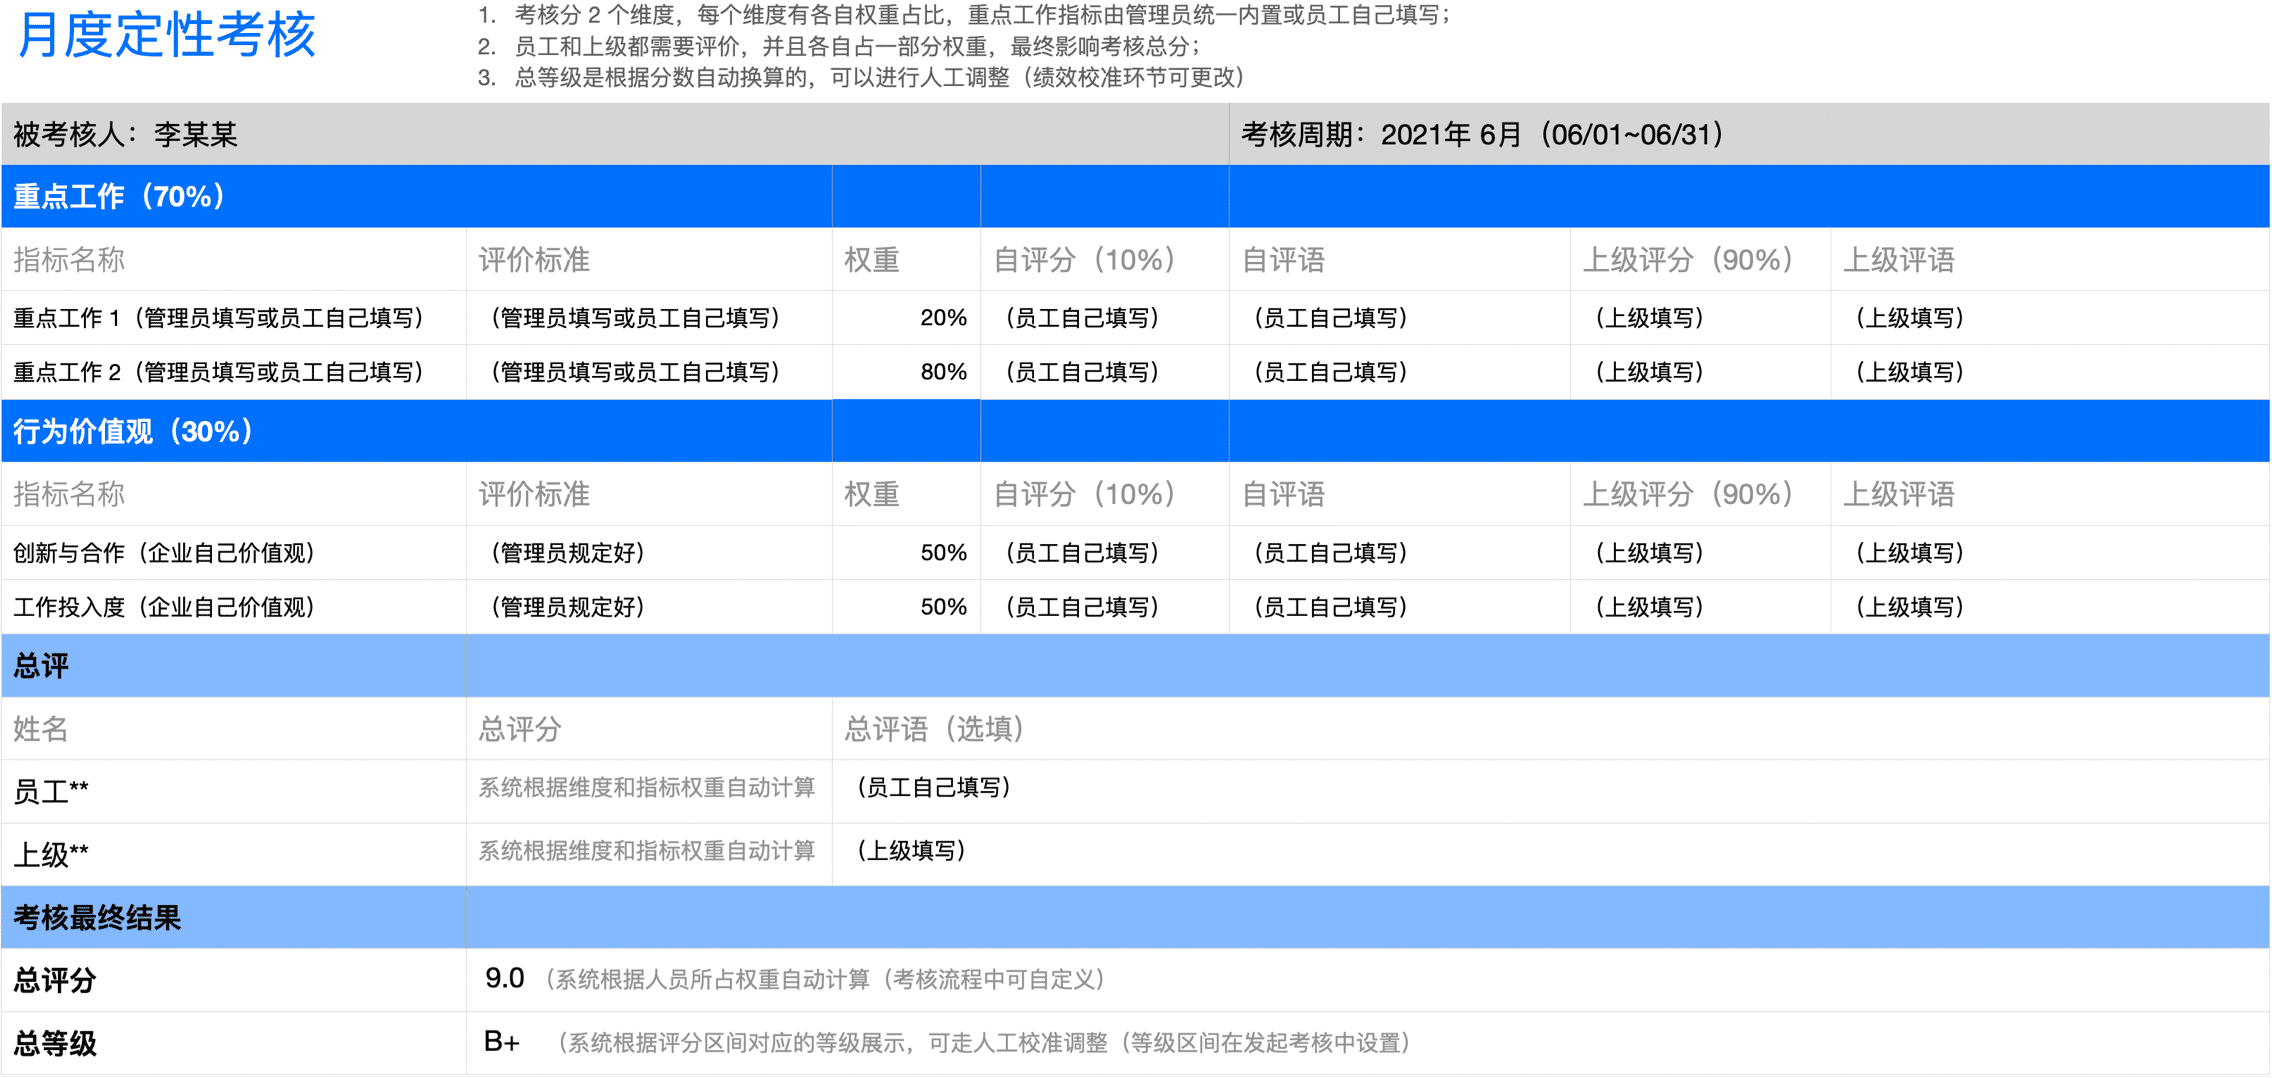 月度定性考核
1. 考核分 2 个维度，每个维度有各自权重占比，重点工作指标由管理员统一内置或员工自己填写；
2. 员工和上级都需要评价，并且各自占一部分权重，最终影响考核总分；
3. 总等级是根据分数自动换算的，可以进行人工调整（绩效校准环节可更改）
被考核人：李某某 考核周期：2021年 6月（06/01~06/31）
重点工作（70%）
指标名称 评价标准 权重 自评分（10%） 自评语 上级评分（90%） 上级评语
重点工作 1（管理员填写或员工自己填写） （管理员填写或员工自己填写） 20% （员工自己填写） （员工自己填写） （上级填写） （上级填写）
重点工作 2（管理员填写或员工自己填写） （管理员填写或员工自己填写） 80% （员工自己填写） （员工自己填写） （上级填写） （上级填写）
行为价值观（30%）
指标名称 评价标准 权重 自评分（10%） 自评语 上级评分（90%） 上级评语
创新与合作（企业自己价值观） （管理员规定好） 50% （员工自己填写） （员工自己填写） （上级填写） （上级填写）
工作投入度（企业自己价值观） （管理员规定好） 50% （员工自己填写） （员工自己填写） （上级填写） （上级填写）
总评
姓名 总评分 总评语（选填）
员工** 系统根据维度和指标权重自动计算 （员工自己填写）
上级** 系统根据维度和指标权重自动计算 （上级填写）
考核最终结果
总评分 9.0 （系统根据人员所占权重自动计算（考核流程中可自定义）
总等级 B+ （系统根据评分区间对应的等级展示，可走人工校准调整（等级区间在发起考核中设置）